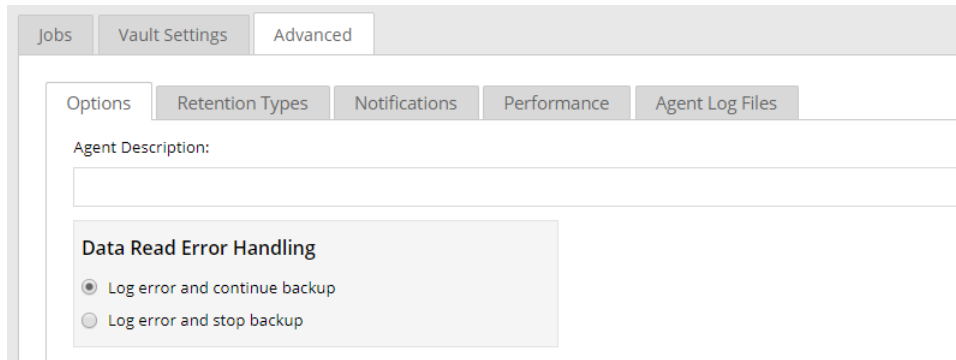 Jobs Vault Settings Advanced
Options Retention Types Notifications Performance Agent Log Files
Agent Description:
Data Read Error Handling
Log error and continue backup
Log error and stop backup